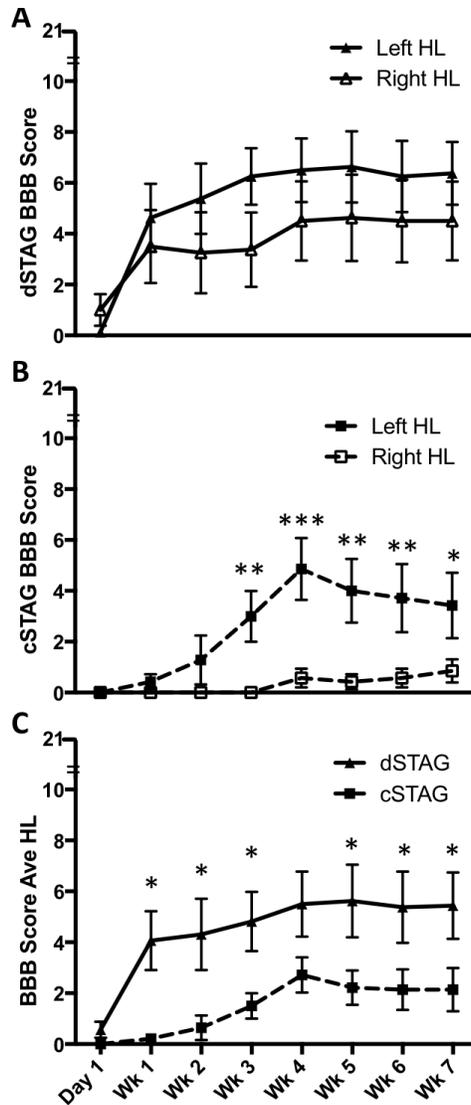 A
21
10
8
6
4
2
0
dSTAG BBB Score
Left HL
Right HL
B
21
10
8
6
4
2
0
cSTAG BBB Score
Left HL
Right HL
**
***
**
**
*
C
21
10
8
6
4
2
0
BBB Score Ave HL
dSTAG
cSTAG
*
*
*
*
*
*
Day 1
Wk 1
Wk 2
Wk 3
Wk 4
Wk 5
Wk 6
Wk 7